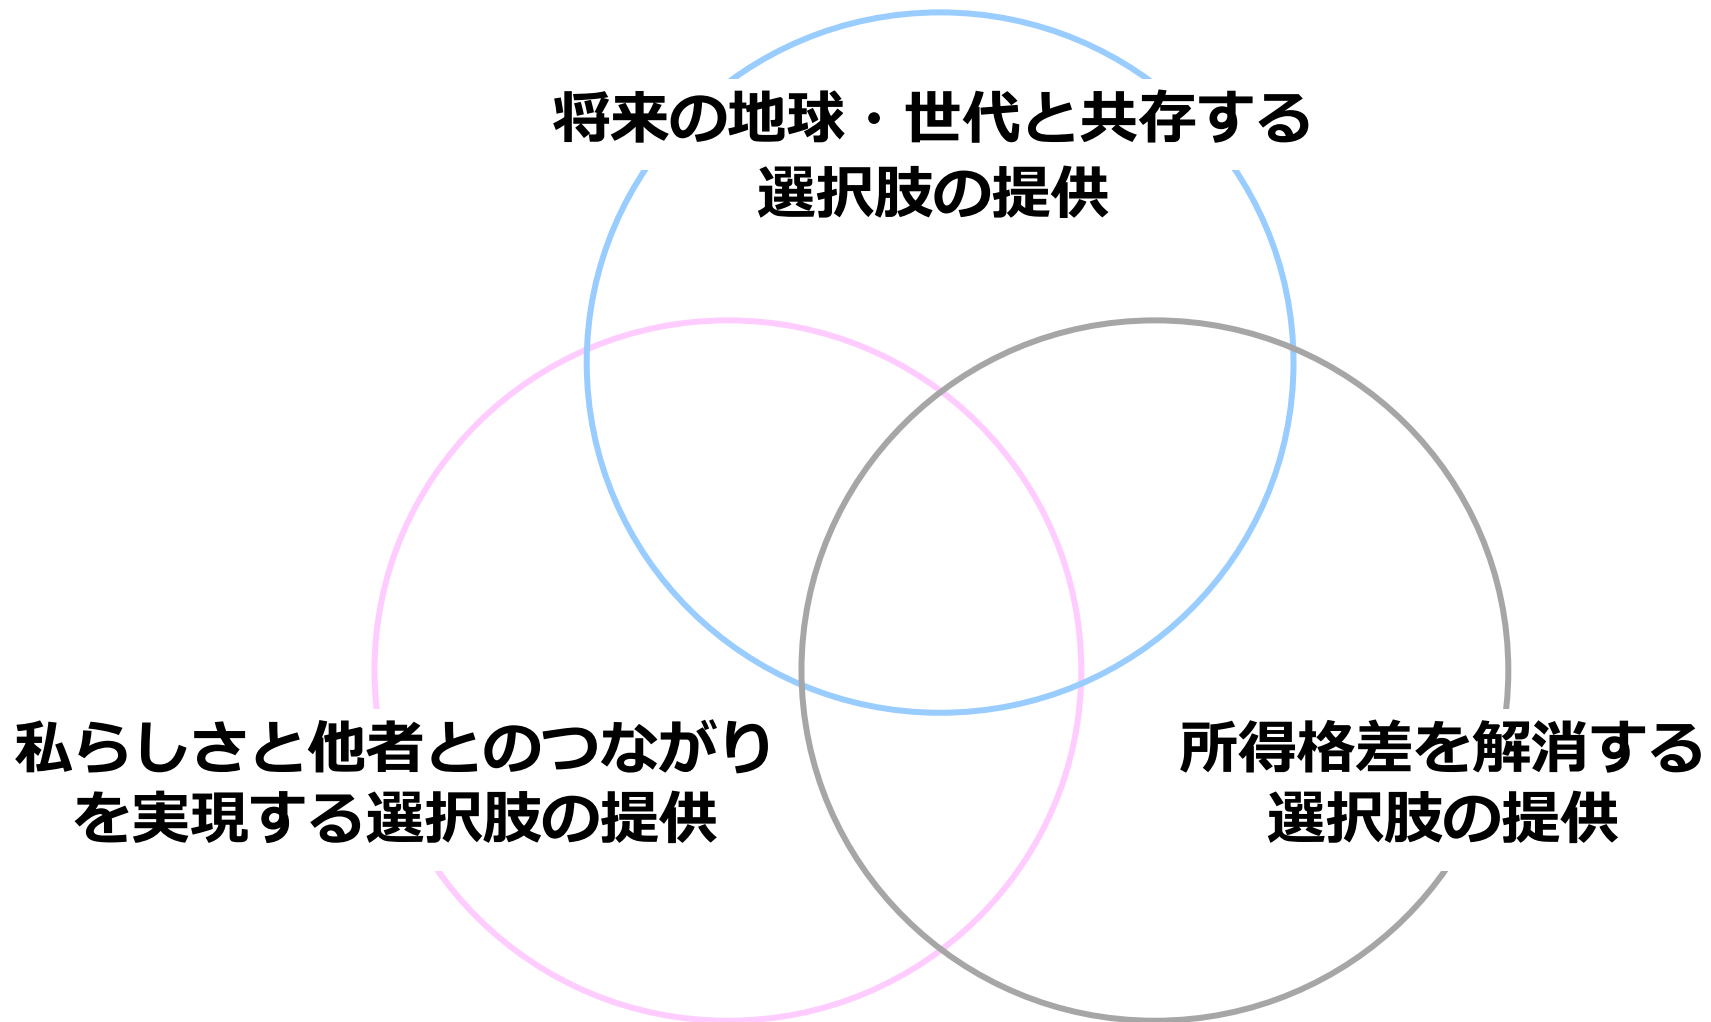 将来の地球・世代と共存する
選択肢の提供
私らしさと他者とのつながり
を実現する選択肢の提供
所得格差を解消する
選択肢の提供